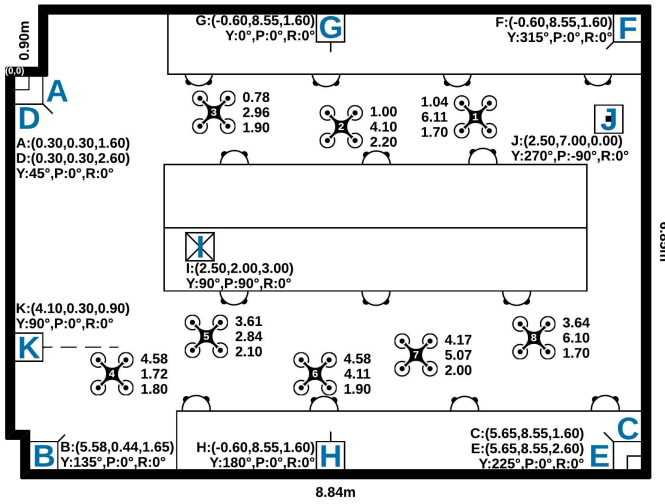 G:(-0.60,8.55,1.60)
Y:0°,P:0°,R:0°
G
F:(-0.60,8.55,1.60)
Y:315°,P:0°,R:0°
F
0.90m
(0,0)
A
D
A:(0.30,0.30,1.60)
D:(0.30,0.30,2.60)
Y:45°,P:0°,R:0°
3
0.78
2.96
1.90
2
1.00
4.10
2.20
1.04
6.11
1.70
1
J
J:(2.50,7.00,0.00)
Y:270°,P:-90°,R:0°
I
I:(2.50,2.00,3.00)
Y:90°,P:90°,R:0°
K:(4.10,0.30,0.90)
Y:90°,P:0°,R:0°
K
4
4.58
1.72
1.80
5
3.61
2.84
2.10
6
4.58
4.11
1.90
7
4.17
5.07
2.00
8
3.64
6.10
1.70
B
B:(5.58,0.44,1.65)
Y:135°,P:0°,R:0°
H:(-0.60,8.55,1.60)
Y:180°,P:0°,R:0°
H
C:(5.65,8.55,1.60)
E:(5.65,8.55,2.60)
Y:225°,P:0°,R:0°
C
E
8.84m